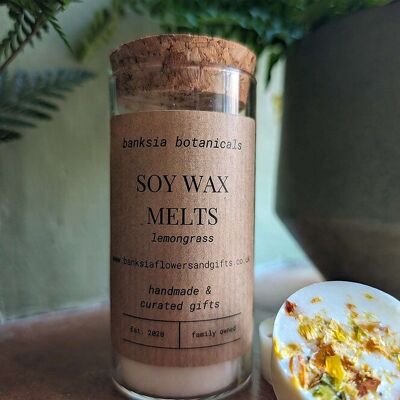 banksia botanicals
SOY WAX
MELTS
lemongrass
www.banksiaflowersandgifts.co.uk
handmade &
curated gifts
Est. 2020 family owned